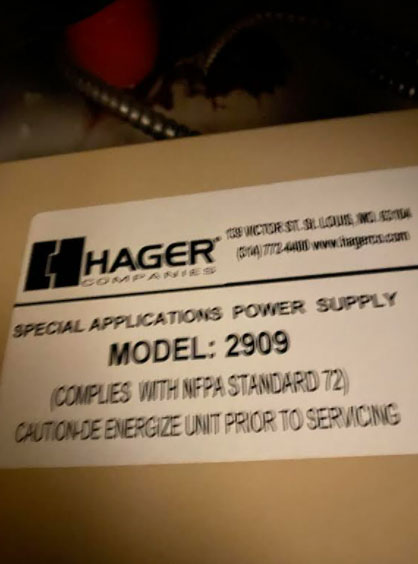 HAGER®
COMPANIES
139 VICTOR ST. St. LOUIS, MO. 63104
(314) 772-4400 www.hagerco.com
SPECIAL APPLICATIONS POWER SUPPLY
MODEL: 2909
(COMPLIES WITH NFPA STANDARD 72)
CAUTION-DE ENERGIZE UNIT PRIOR TO SERVICING